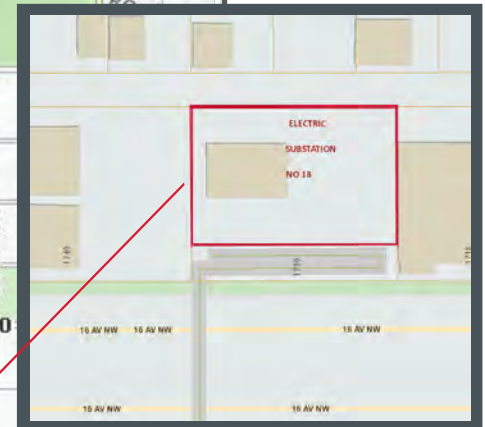 ELECTRIC
SUBSTATION
NO 18
16 AV NW 16 AV NW 16 AV NW
16 AV NW 16 AV NW